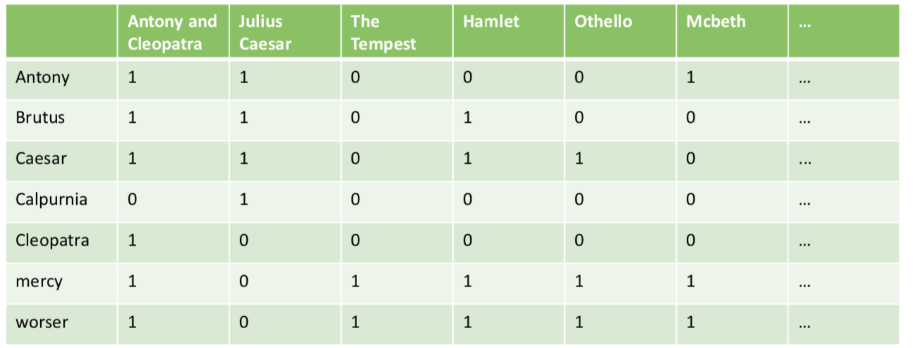 Antony and Cleopatra Julius Caesar The Tempest Hamlet Othello Mcbeth ...
Antony 1 1 0 0 0 1 ...
Brutus 1 1 0 1 0 0 ...
Caesar 1 1 0 1 1 0 ...
Calpurnia 0 1 0 0 0 0 ...
Cleopatra 1 0 0 0 0 0 ...
mercy 1 0 1 1 1 1 ...
worser 1 0 1 1 1 1 ...